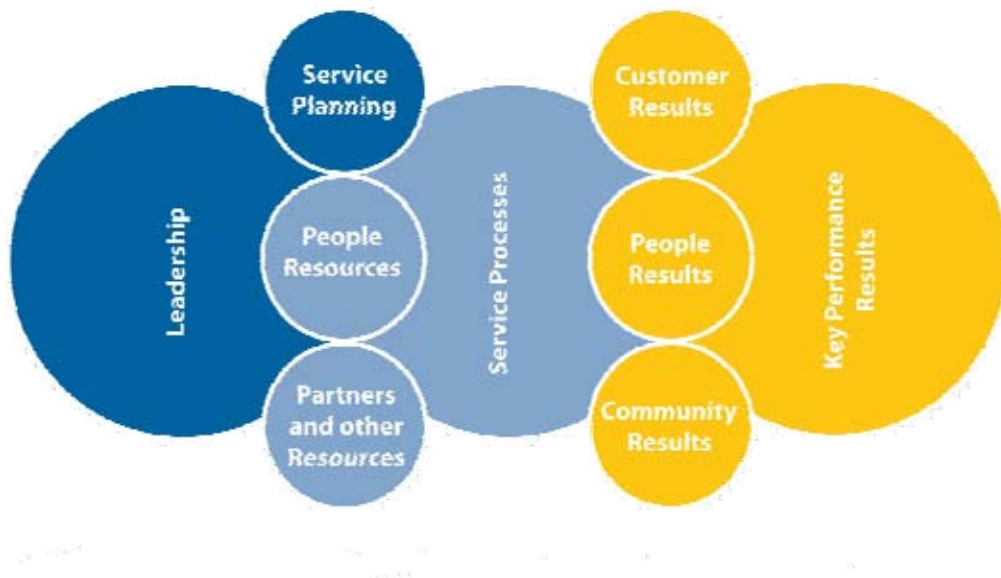 Leadership
Service
Planning
People
Resources
Partners
and other
Resources
Service Processes
Customer
Results
People
Results
Community
Results
Key Performance
Results